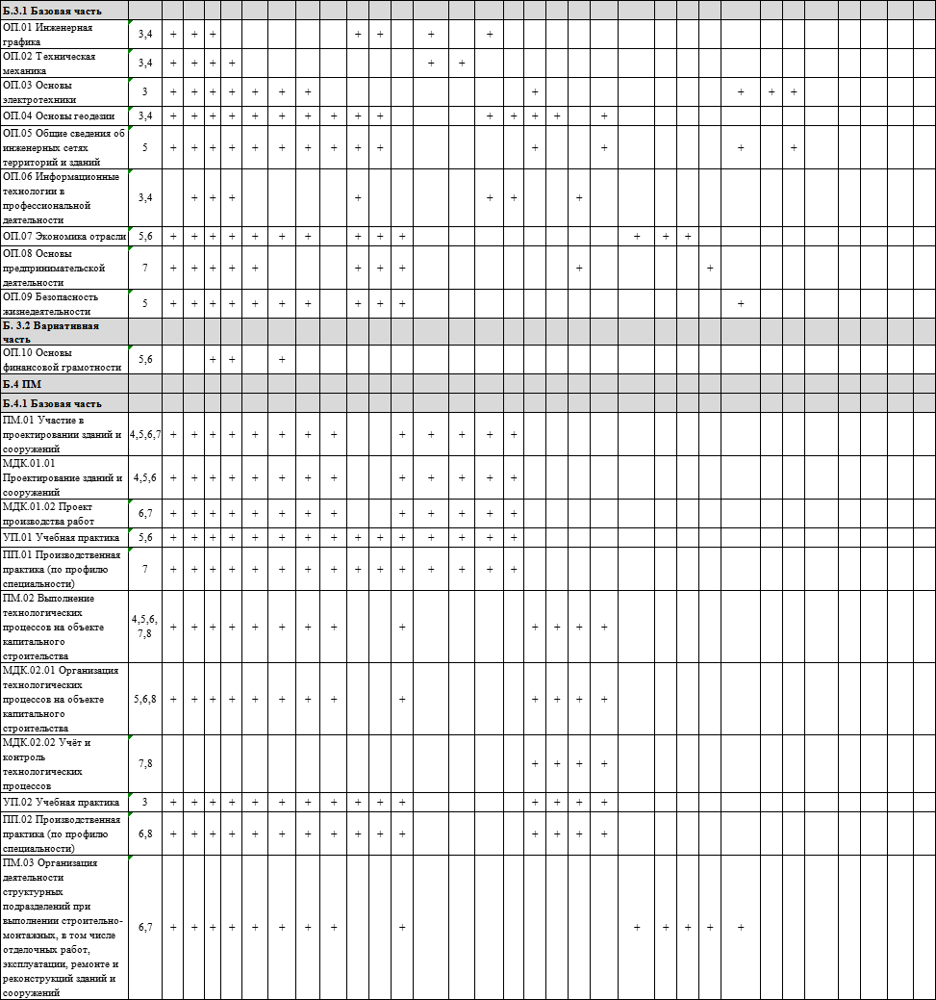 Б.3.1 Базовая часть
ОП.01 Инженерная
графика
3,4 + + + + + + +
ОП.02 Техническая
механика
3,4 + + + + + +
ОП.03 Основы
электротехники
3 + + + + + + + + + + +
ОП.04 Основы геодезии 3,4 + + + + + + + + + + + + + + +
ОП.05 Общие сведения об
инженерных сетях
территорий и зданий
5 + + + + + + + + + + + + + +
ОП.06 Информационные
технологии в
профессиональной
деятельности
3,4 + + + + + + +
ОП.07 Экономика отрасли 5,6 + + + + + + + + + + + + +
ОП.08 Основы
предпринимательской
деятельности
7 + + + + + + + + + +
ОП.09 Безопасность
жизнедеятельности
5 + + + + + + + + + + +
Б. 3.2 Варнативная
часть
ОП.10 Основы
финансовой грамотности
5,6 + + +
Б.4 ПМ
Б.4.1 Базовая часть
ПМ.01 Участие в
проектировании зданий и
сооружений
4,5,6,7 + + + + + + + + + + + + +
МДК.01.01
Проектирование зданий и
сооружений
4,5,6 + + + + + + + + + + + + +
МДК.01.02 Проект
производства работ
6,7 + + + + + + + + + + + + +
УП.01 Учебная практика 5,6 + + + + + + + + + + + + + + +
ПП.01 Производственная
практика (по профилю
специальности)
7 + + + + + + + + + + + + + + +
ПМ.02 Выполнение
технологических
процессов на объекте
капитального
строительства
4,5,6,
7,8
+ + + + + + + + + + + + +
МДК.02.01 Организация
технологических
процессов на объекте
капитального
строительства
5,6,8 + + + + + + + + + + + + +
МДК.02.02 Учёт и
контроль
технологических
процессов
7,8 + + + +
УП.02 Учебная практика 3 + + + + + + + + + + + + + + +
ПП.02 Производственная
практика (по профилю
специальности)
6,8 + + + + + + + + + + + + + + +
ПМ.03 Организация
деятельности
структурных
подразделений при
выполнении строительно-
монтажных, в том числе
отделочных работ,
эксплуатации, ремонте и
реконструкций зданий и
сооружений
6,7 + + + + + + + + + + + + + +